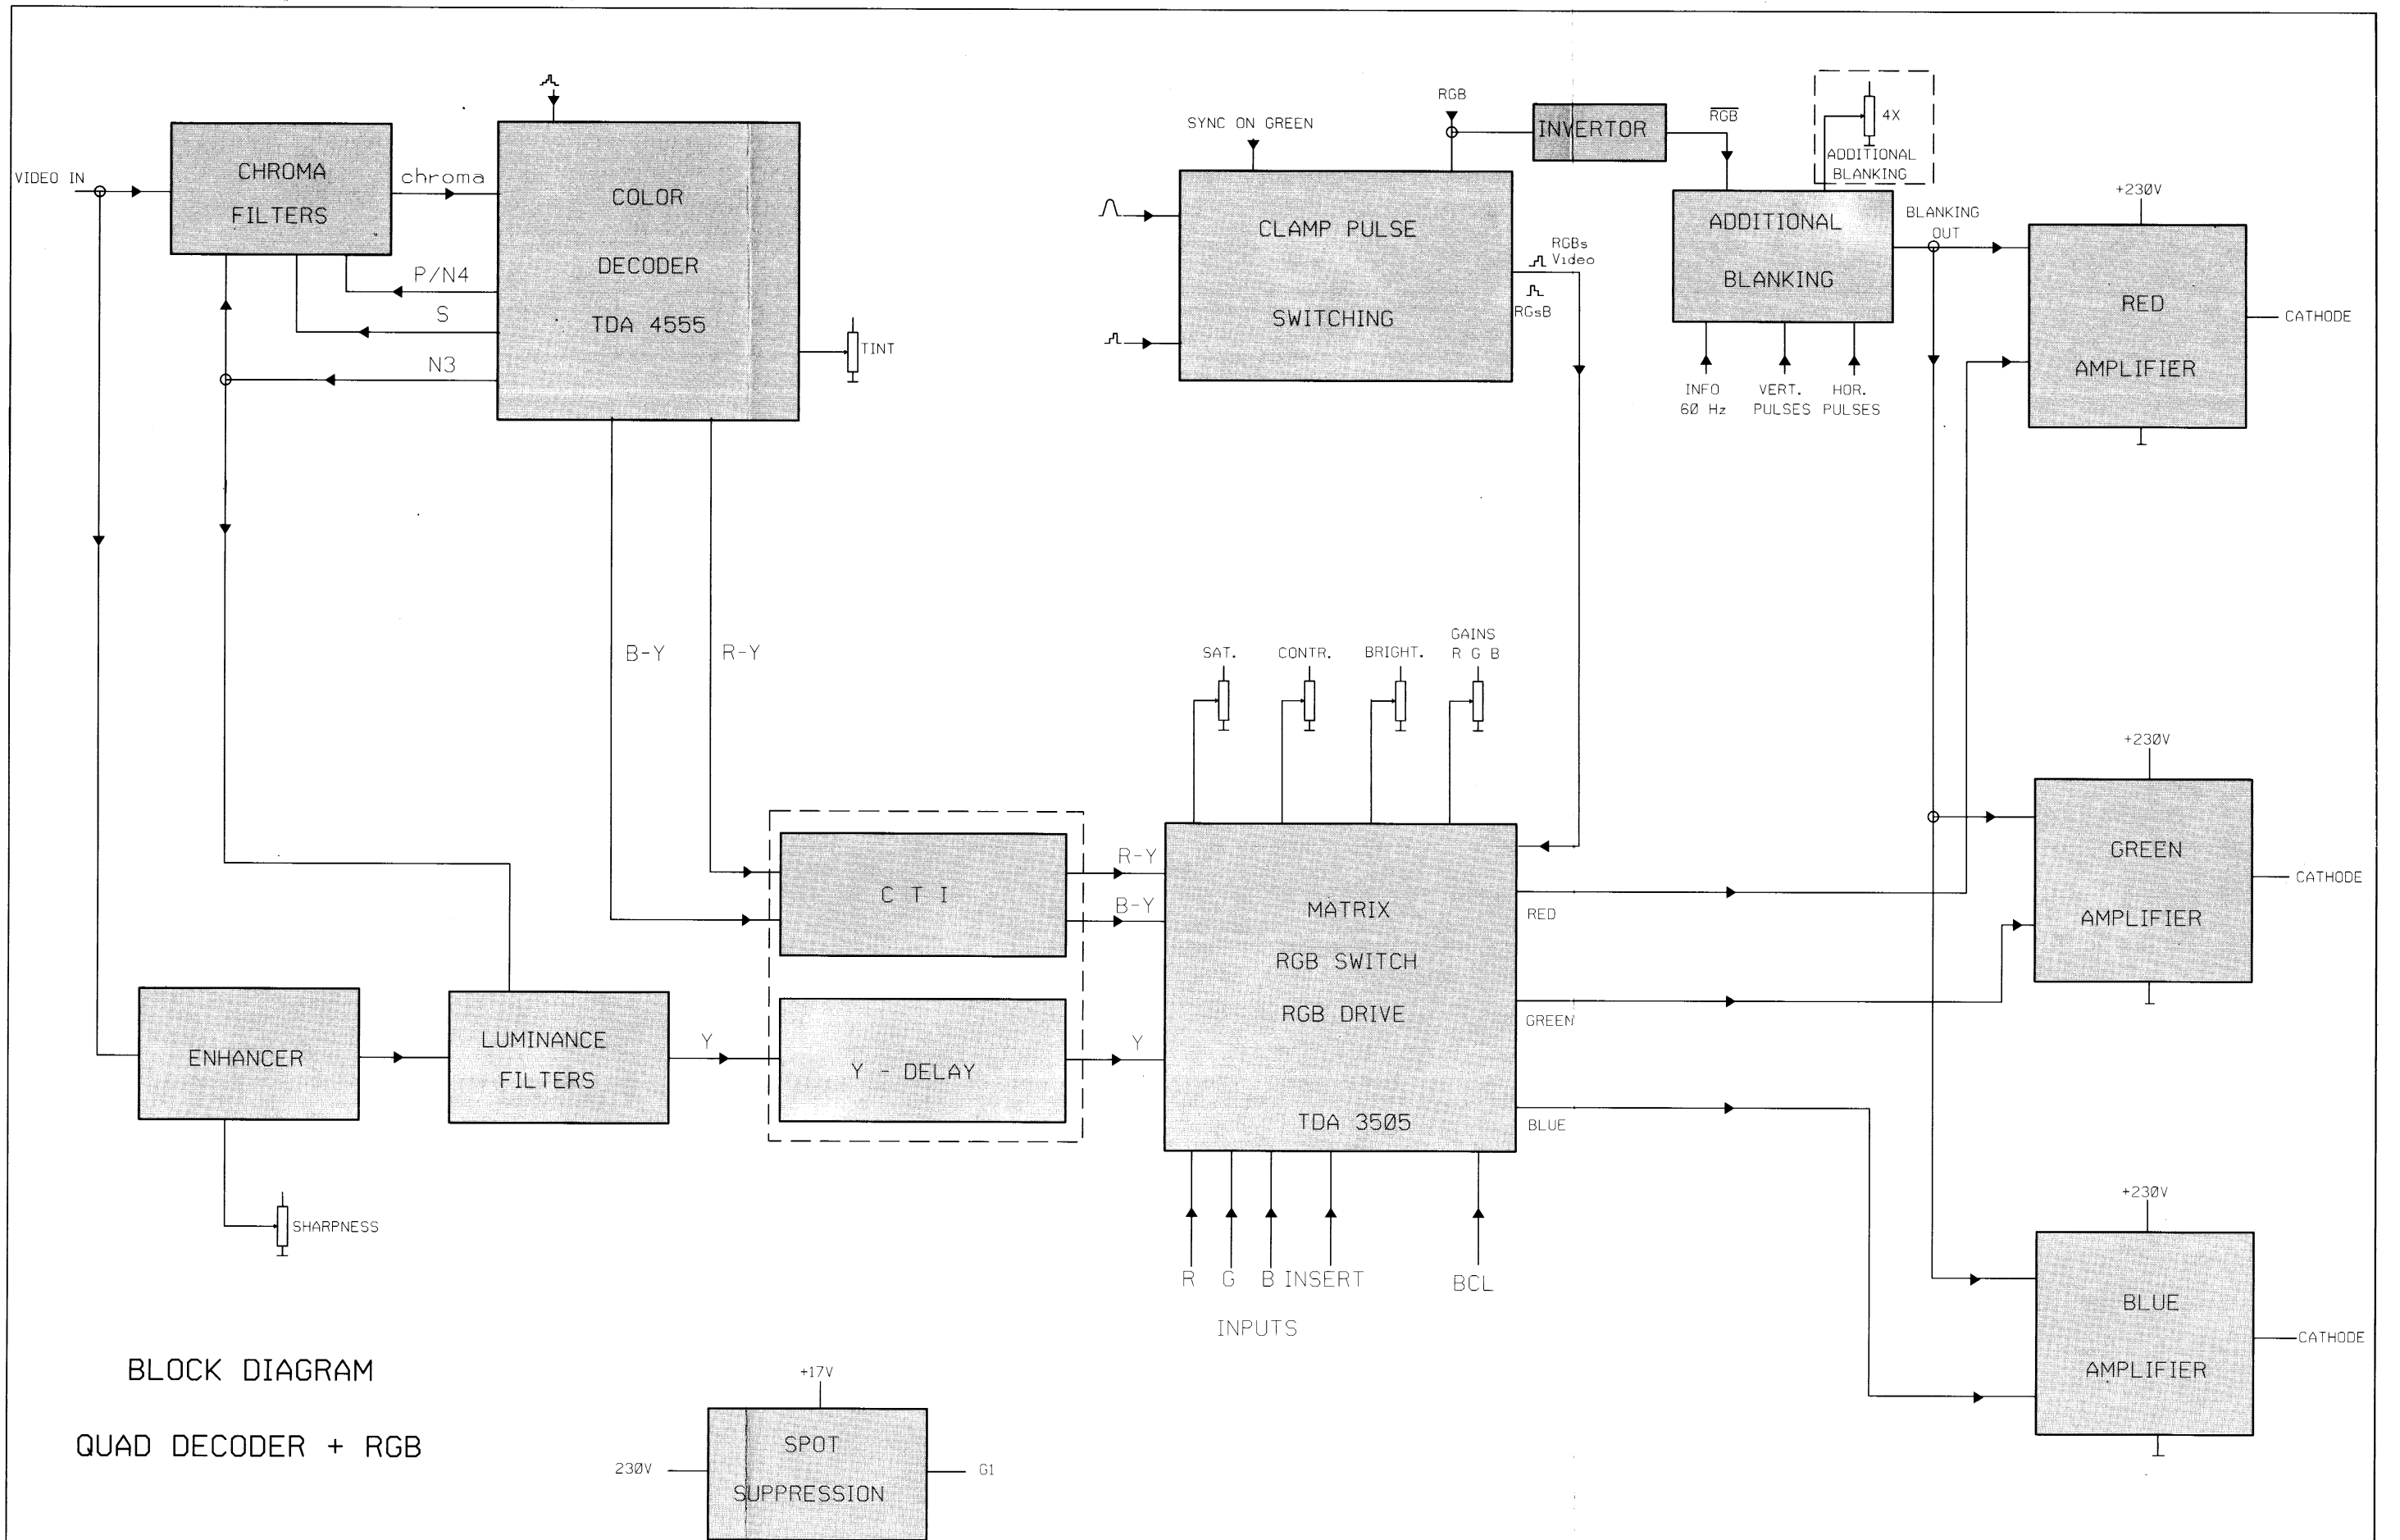 VIDEO IN
CHROMA
FILTERS
chroma
P/N4
S
N3
COLOR
DECODER
TDA 4555
TINT
B-Y
R-Y
SYNC ON GREEN
RGB
CLAMP PULSE
SWITCHING
RGBs
Video
RGsB
INVERTOR
R̅G̅B̅
4X
ADDITIONAL
BLANKING
ADDITIONAL
BLANKING
BLANKING
OUT
INFO
60 Hz
VERT.
PULSES
HOR.
PULSES
+230V
RED
AMPLIFIER
CATHODE
SAT.
CONTR.
BRIGHT.
GAINS
R G B
C T I
R-Y
B-Y
Y
MATRIX
RGB SWITCH
RGB DRIVE
TDA 3505
RED
GREEN
BLUE
+230V
GREEN
AMPLIFIER
CATHODE
ENHANCER
SHARPNESS
LUMINANCE
FILTERS
Y
Y - DELAY
R G B INSERT
BCL
INPUTS
+230V
BLUE
AMPLIFIER
CATHODE
BLOCK DIAGRAM
QUAD DECODER + RGB
+17V
230V
SPOT
SUPPRESSION
G1